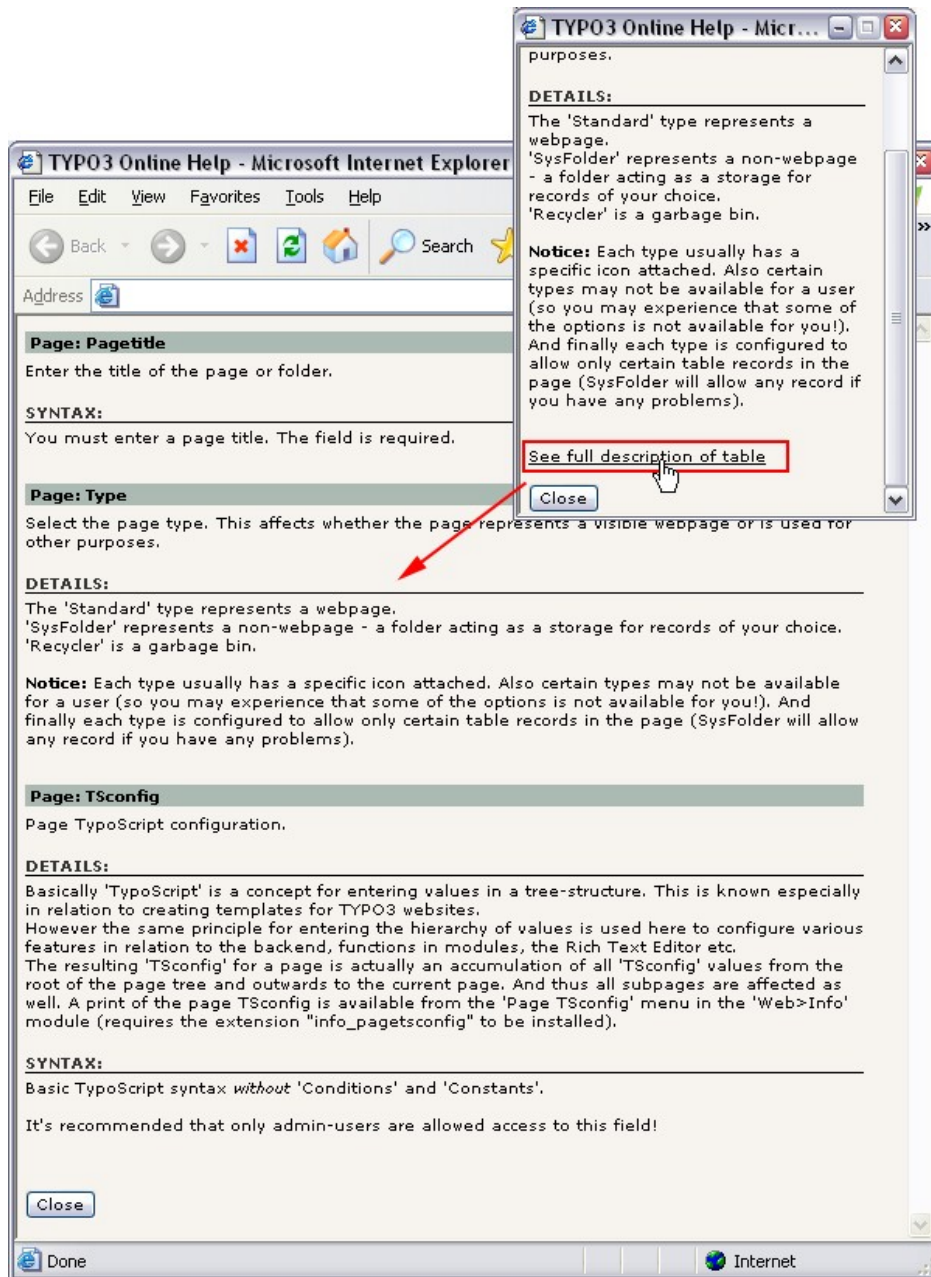 TYPO3 Online Help - Micr...
purposes.
DETAILS:
The 'Standard' type represents a
webpage.
'SysFolder' represents a non-webpage
- a folder acting as a storage for
records of your choice.
'Recycler' is a garbage bin.
Notice: Each type usually has a
specific icon attached. Also certain
types may not be available for a user
(so you may experience that some of
the options is not available for you!).
And finally each type is configured to
allow only certain table records in the
page (SysFolder will allow any record if
you have any problems).
See full description of table
Close
TYPO3 Online Help - Microsoft Internet Explorer
File Edit View Favorites Tools Help
Back Search »
Address
Page: Pagetitle
Enter the title of the page or folder.
SYNTAX:
You must enter a page title. The field is required.
Page: Type
Select the page type. This affects whether the page represents a visible webpage or is used for
other purposes.
DETAILS:
The 'Standard' type represents a webpage.
'SysFolder' represents a non-webpage - a folder acting as a storage for records of your choice.
'Recycler' is a garbage bin.
Notice: Each type usually has a specific icon attached. Also certain types may not be available
for a user (so you may experience that some of the options is not available for you!). And
finally each type is configured to allow only certain table records in the page (SysFolder will allow
any record if you have any problems).
Page: TSconfig
Page TypoScript configuration.
DETAILS:
Basically 'TypoScript' is a concept for entering values in a tree-structure. This is known especially
in relation to creating templates for TYPO3 websites.
However the same principle for entering the hierarchy of values is used here to configure various
features in relation to the backend, functions in modules, the Rich Text Editor etc.
The resulting 'TSconfig' for a page is actually an accumulation of all 'TSconfig' values from the
root of the page tree and outwards to the current page. And thus all subpages are affected as
well. A print of the page TSconfig is available from the 'Page TSconfig' menu in the 'Web>Info'
module (requires the extension "info_pagetsconfig" to be installed).
SYNTAX:
Basic TypoScript syntax without 'Conditions' and 'Constants'.
It's recommended that only admin-users are allowed access to this field!
Close
Done Internet